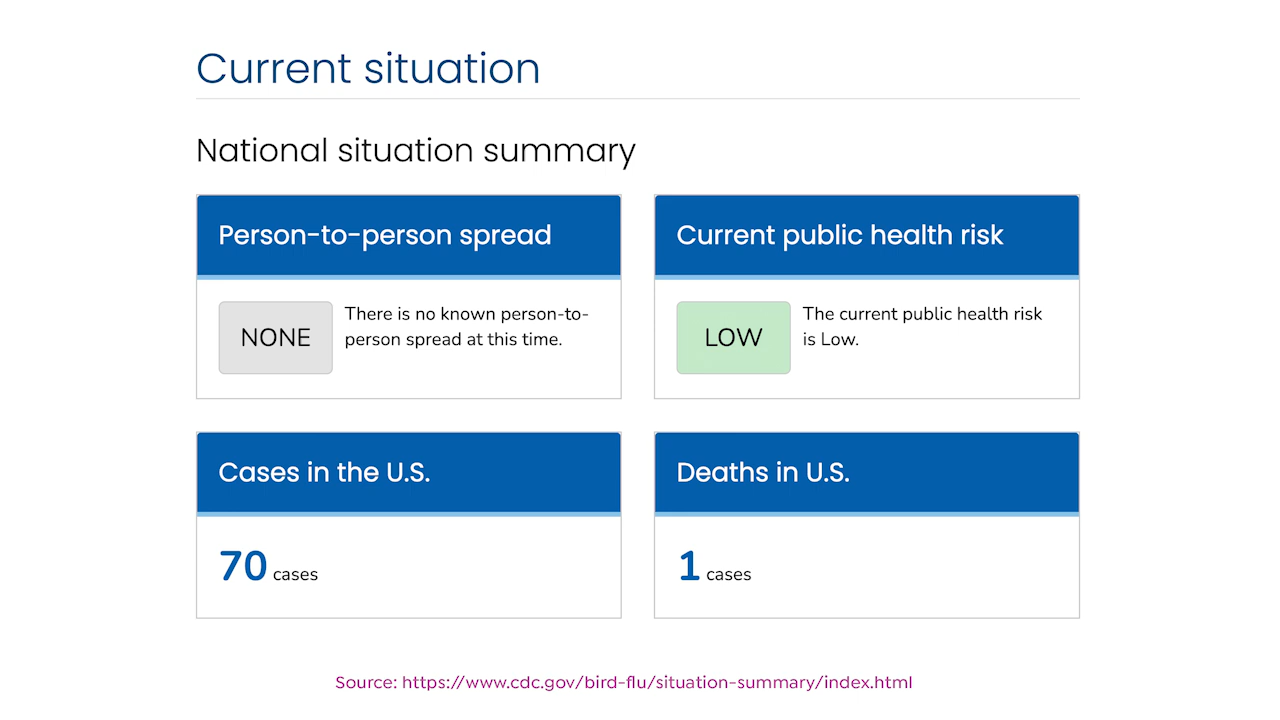 Current situation
National situation summary
Person-to-person spread
NONE
There is no known person-to-
person spread at this time.
Current public health risk
LOW
The current public health risk
is Low.
Cases in the U.S.
70 cases
Deaths in U.S.
1 cases
Source: https://www.cdc.gov/bird-flu/situation-summary/index.html